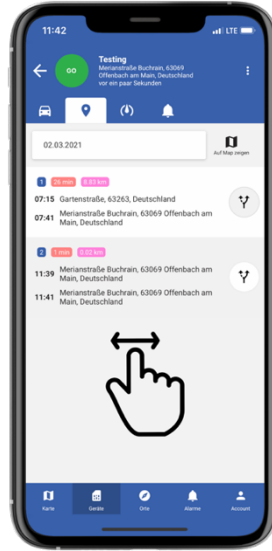 11:42
LTE
GO
Testing
Merianstraße Buchrain, 63069
Offenbach am Main, Deutschland
vor ein paar Sekunden
02.03.2021
Auf Map zeigen
1 26 min 8.83 km
07:15 Gartenstraße, 63263, Deutschland
07:41 Merianstraße Buchrain, 63069 Offenbach am
Main, Deutschland
2 1 min 0.02 km
11:39 Merianstraße Buchrain, 63069 Offenbach am
Main, Deutschland
11:41 Merianstraße Buchrain, 63069 Offenbach am
Main, Deutschland
Karte Geräte Orte Alarme Account